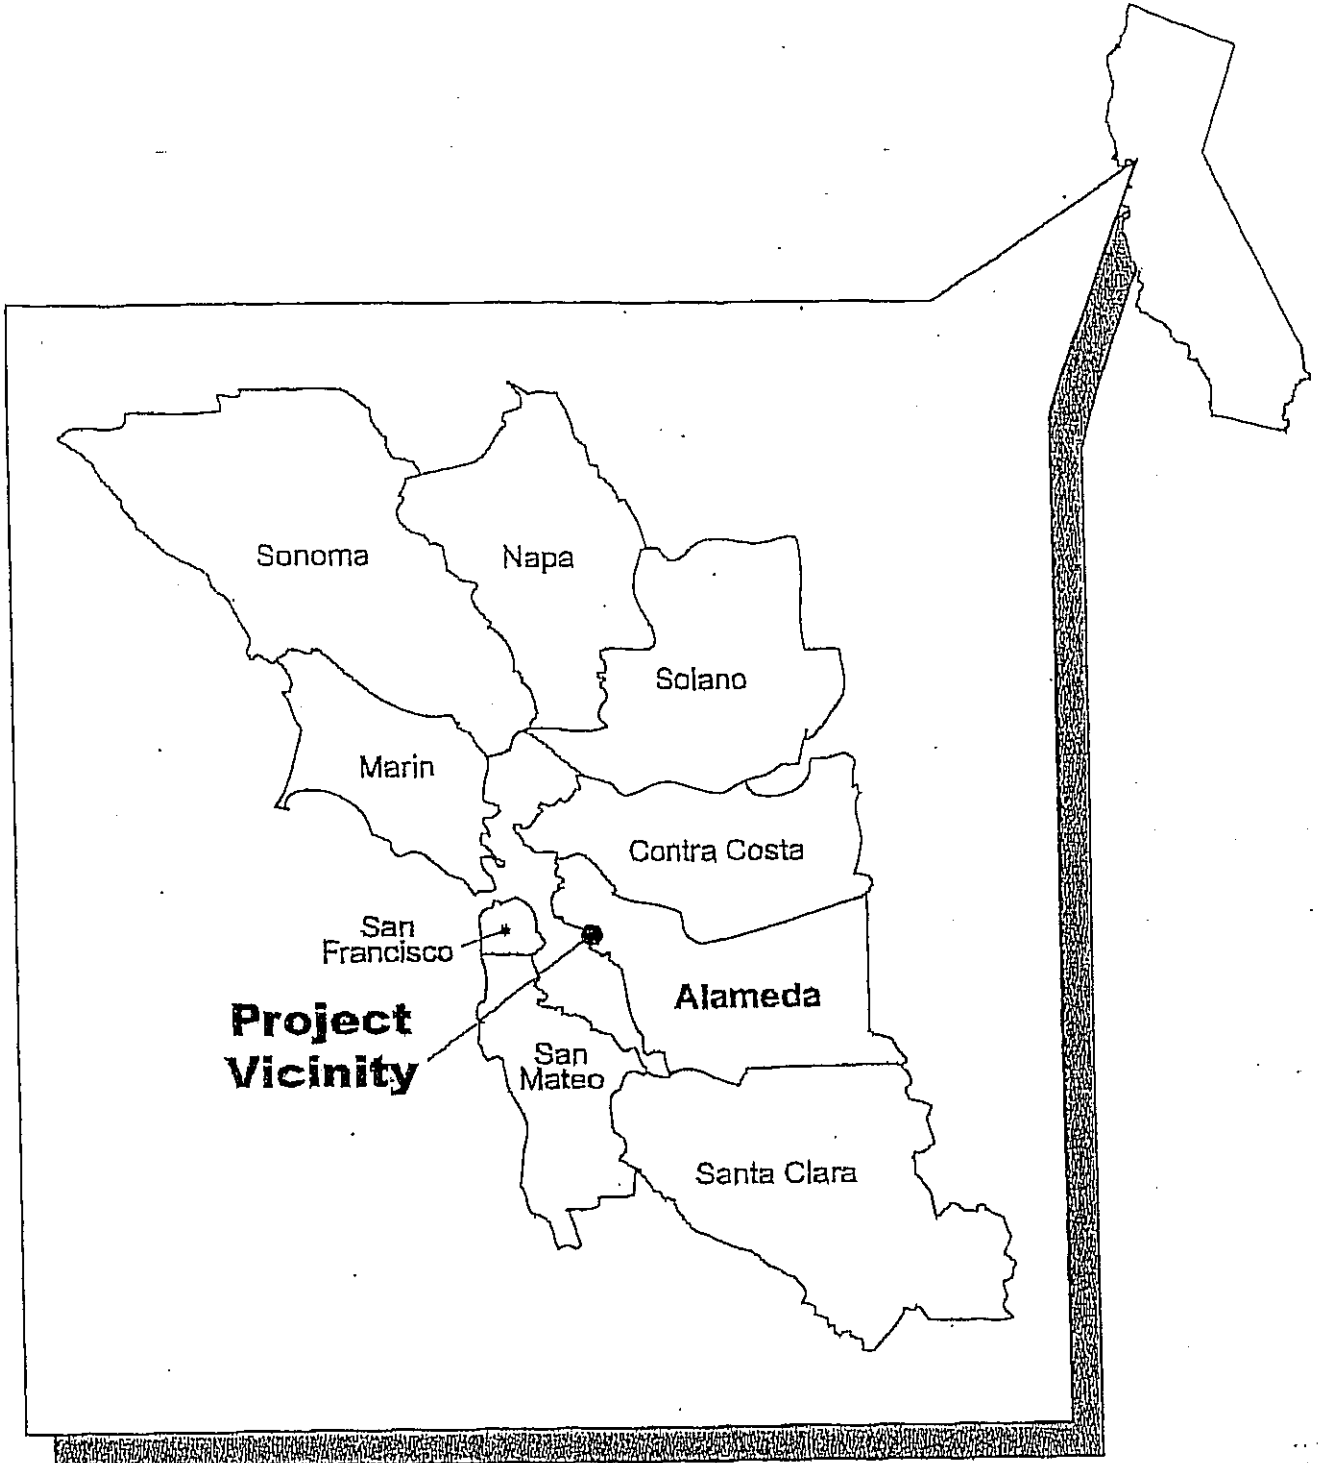 Sonoma
Napa
Solano
Marin
Contra Costa
San
Francisco
Alameda
Project
Vicinity
San
Mateo
Santa Clara